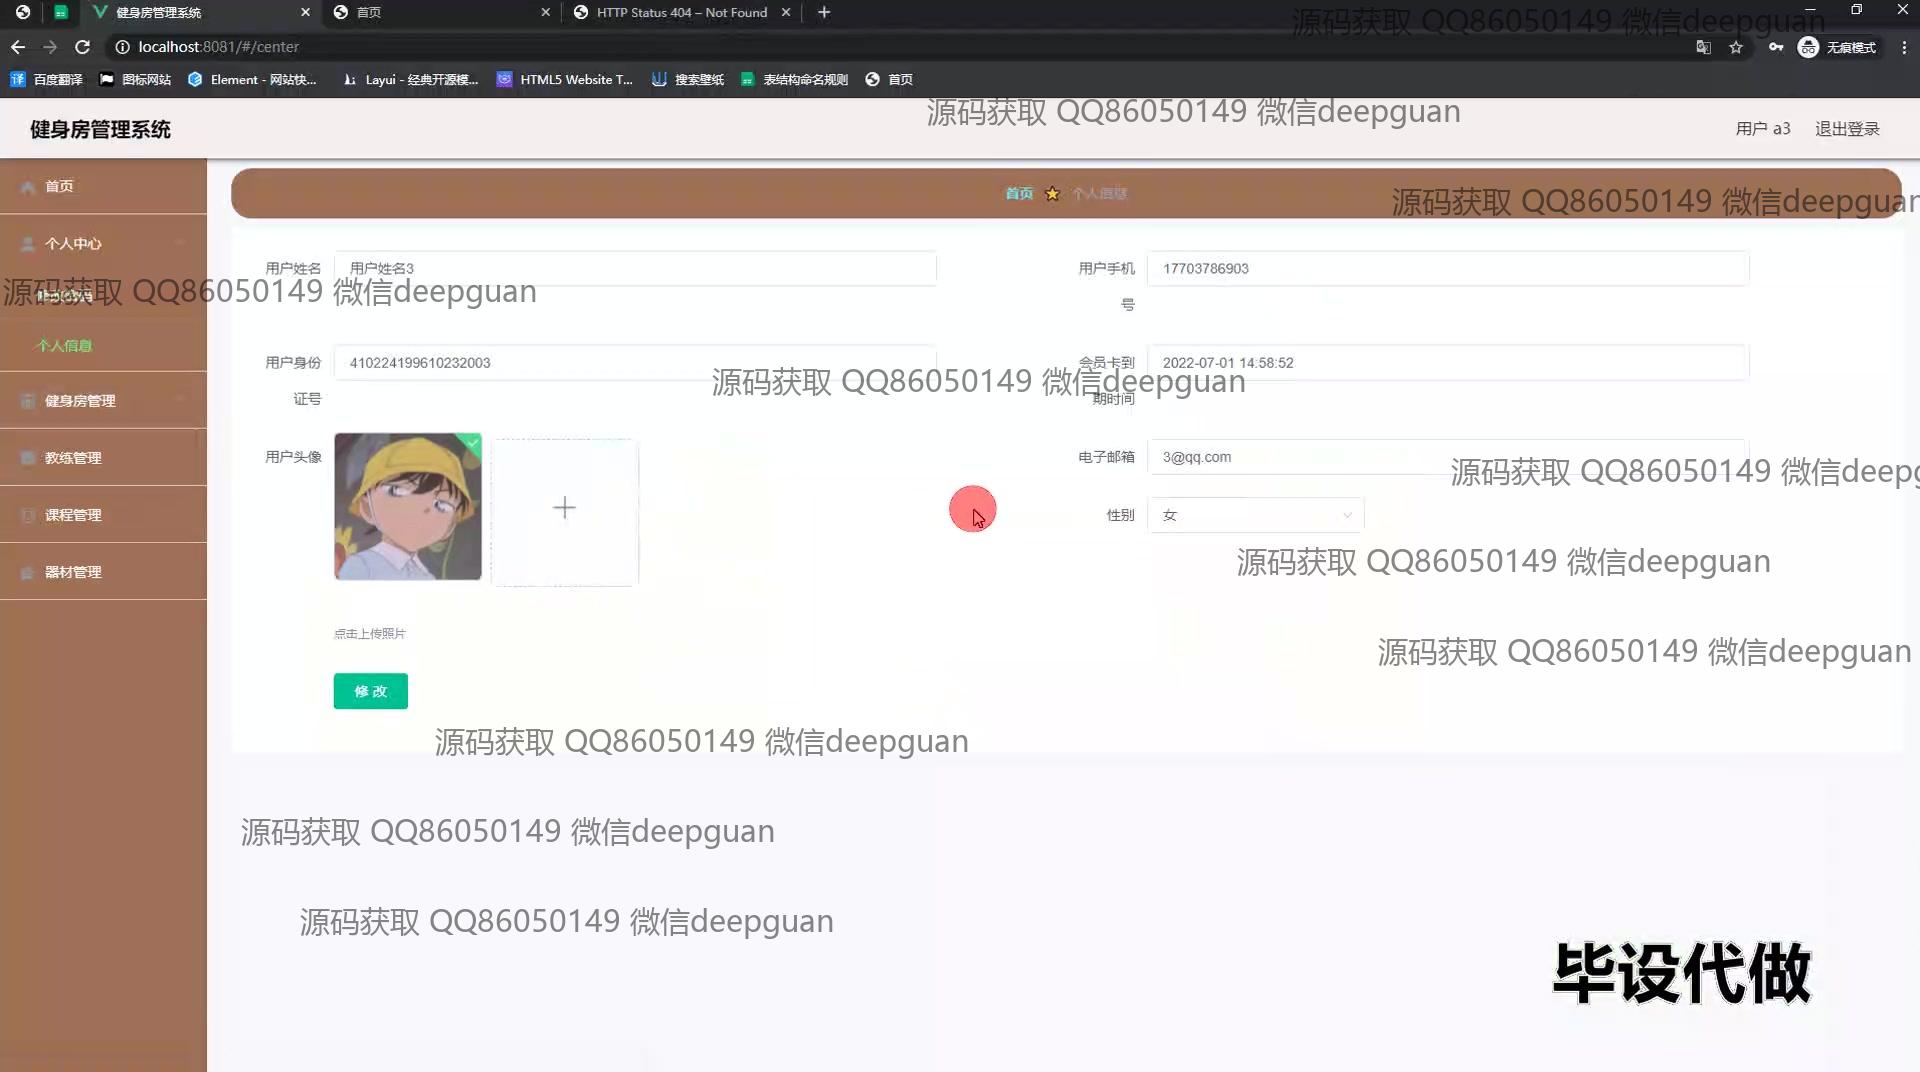 健身房管理系统
首页
HTTP Status 404 – Not Found
localhost:8081/#/center
无痕模式
百度翻译
图标网站
Element - 网站快...
Layui - 经典开源模...
HTML5 Website T...
搜索壁纸
表结构命名规则
首页
源码获取 QQ86050149 微信deepguan
源码获取 QQ86050149 微信deepguan
健身房管理系统
用户 a3
退出登录
首页
个人信息
源码获取 QQ86050149 微信deepguan
首页
个人中心
源码获取 QQ86050149 微信deepguan
个人信息
健身房管理
教练管理
课程管理
器材管理
用户姓名
用户姓名3
用户手机号
17703786903
用户身份证号
410224199610232003
会员卡到期时间
2022-07-01 14:58:52
源码获取 QQ86050149 微信deepguan
用户头像
电子邮箱
3@qq.com
源码获取 QQ86050149 微信deep
性别
女
源码获取 QQ86050149 微信deepguan
点击上传照片
源码获取 QQ86050149 微信deepguan
修 改
源码获取 QQ86050149 微信deepguan
源码获取 QQ86050149 微信deepguan
源码获取 QQ86050149 微信deepguan
毕设代做